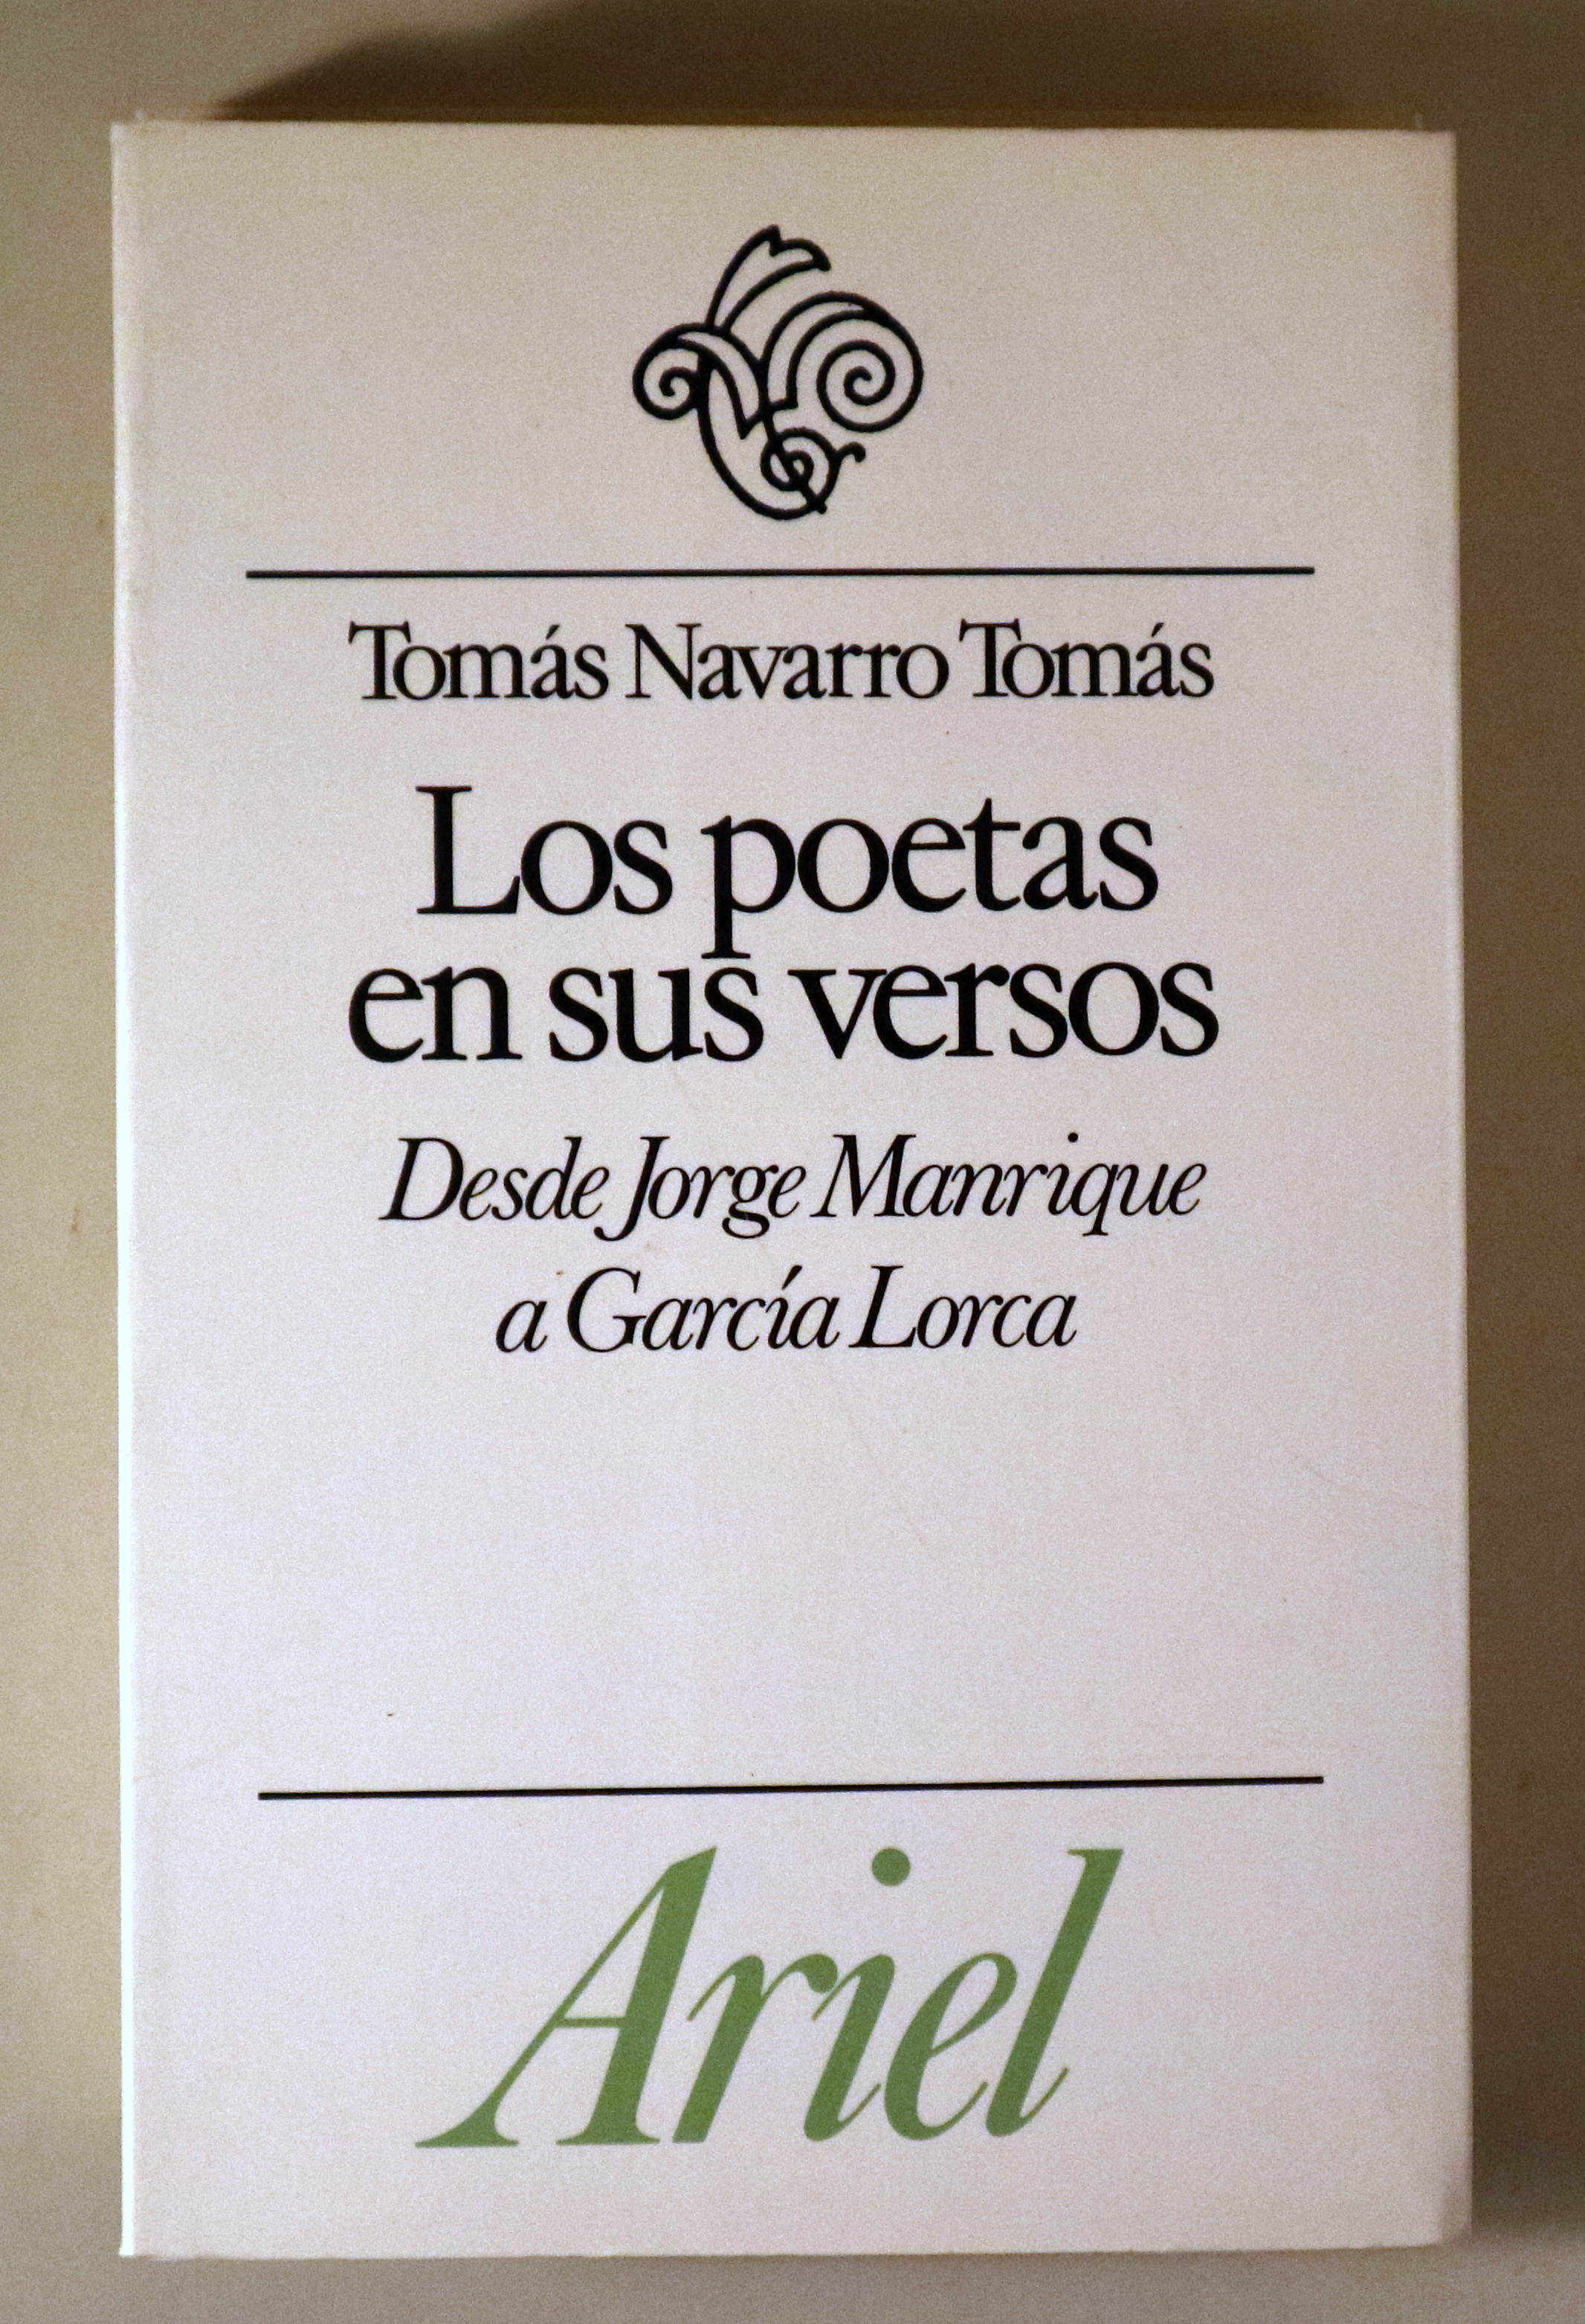 Tomás Navarro Tomás
Los poetas
en sus versos
Desde Jorge Manrique
a García Lorca
Ariel